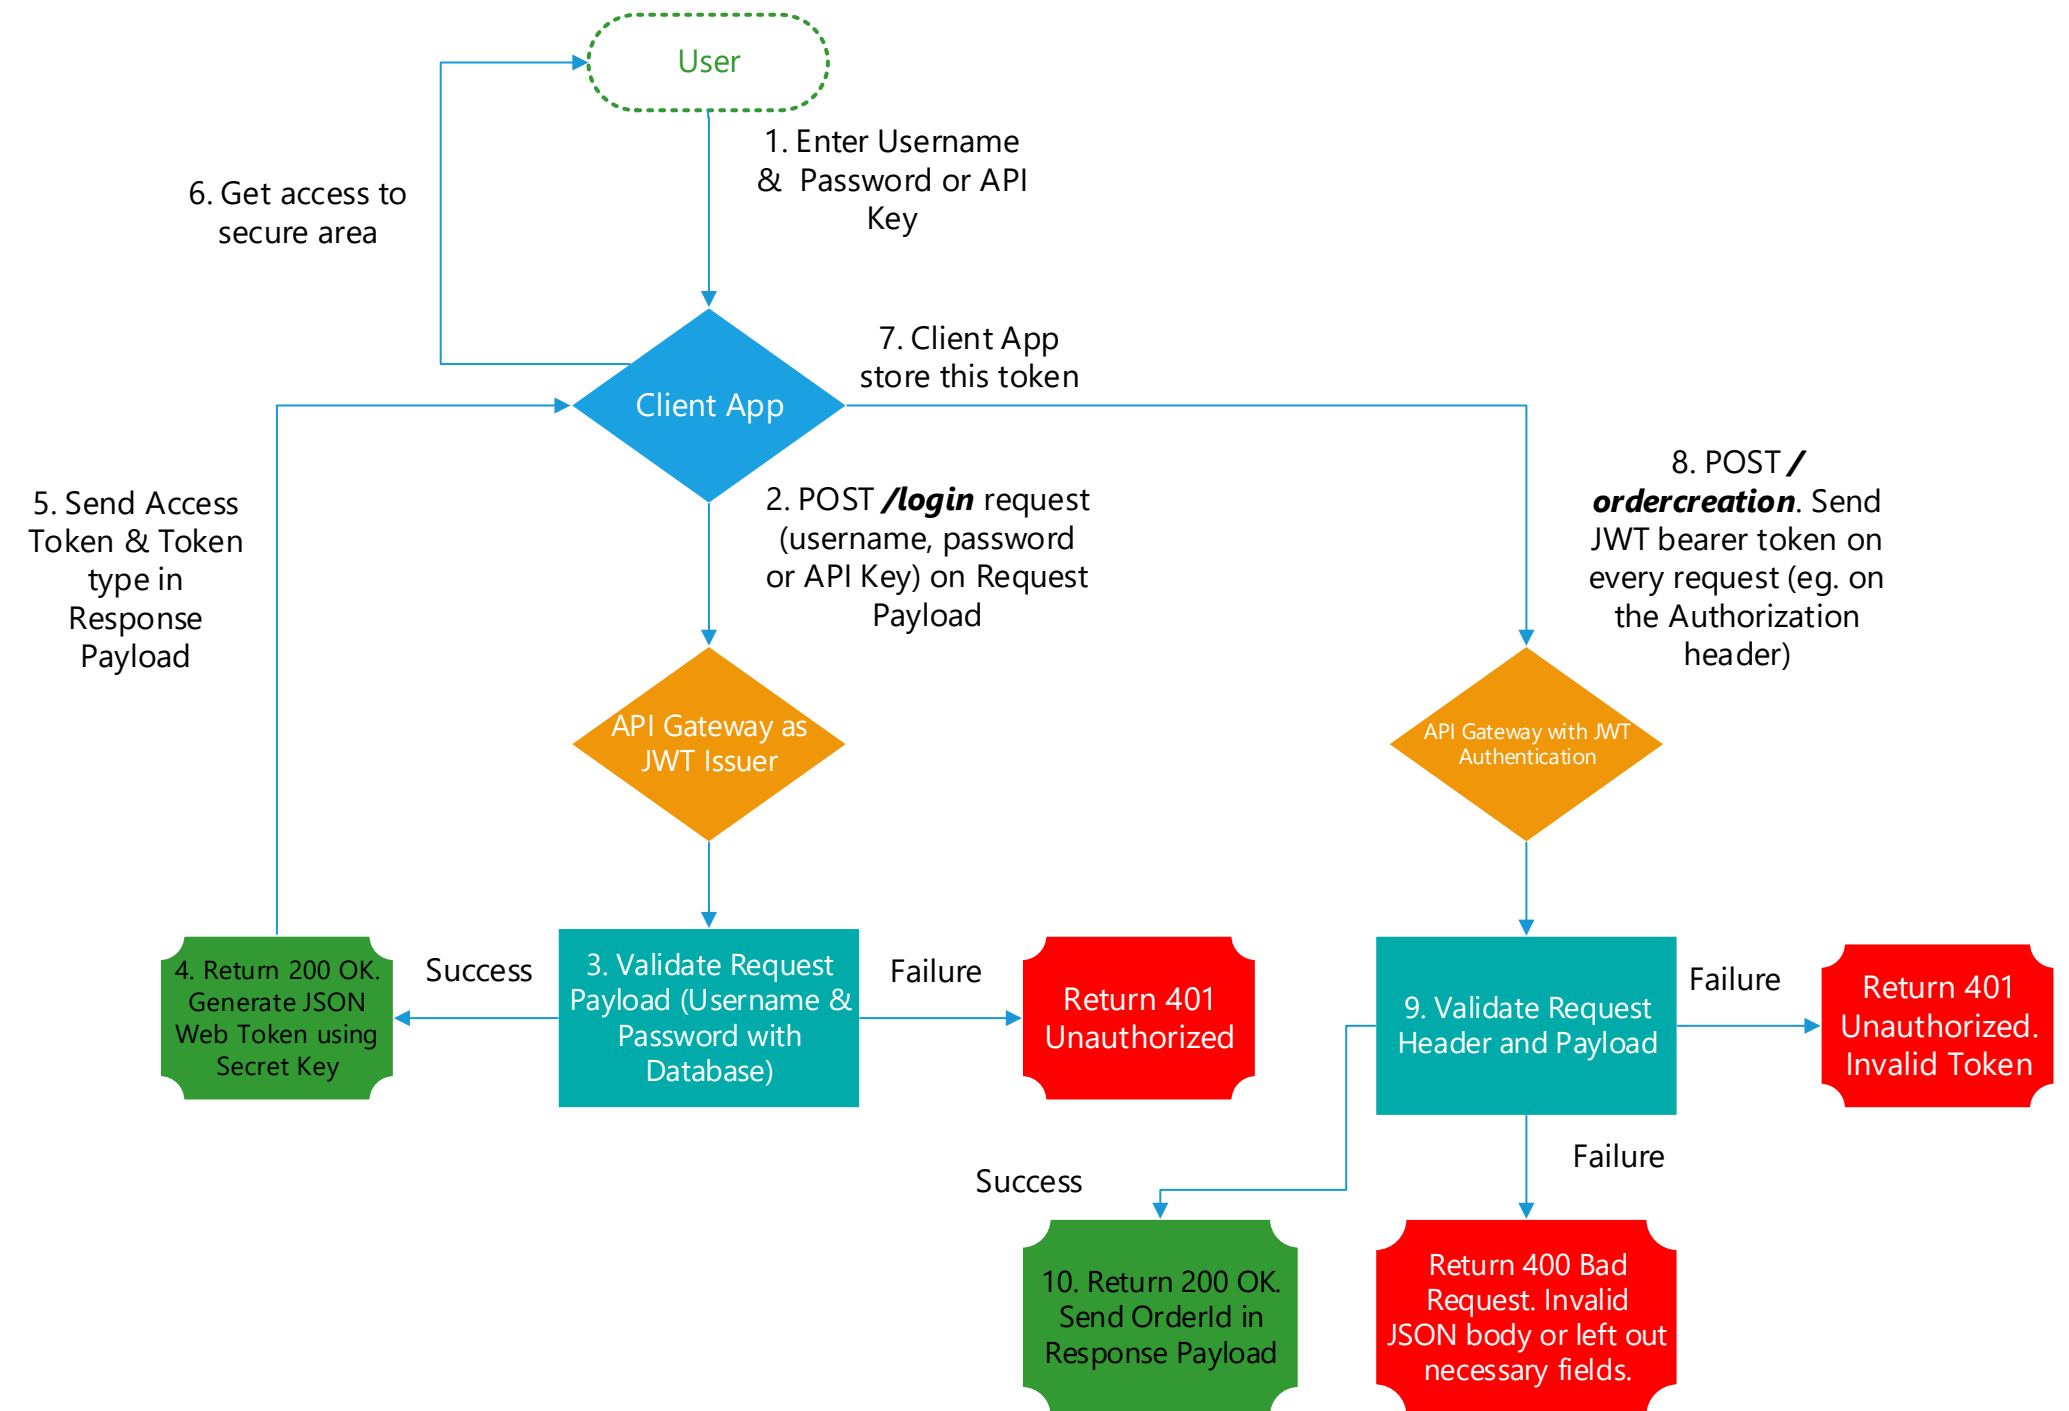 User
1. Enter Username
& Password or API
Key
6. Get access to
secure area
7. Client App
store this token
Client App
8. POST /
ordercreation. Send
JWT bearer token on
every request (eg. on
the Authorization
header)
5. Send Access
Token & Token
type in
Response
Payload
2. POST /login request
(username, password
or API Key) on Request
Payload
API Gateway as
JWT Issuer
API Gateway with JWT
Authentication
4. Return 200 OK.
Generate JSON
Web Token using
Secret Key
Success
3. Validate Request
Payload (Username &
Password with
Database)
Failure
Return 401
Unauthorized
9. Validate Request
Header and Payload
Failure
Return 401
Unauthorized.
Invalid Token
Success
Failure
10. Return 200 OK.
Send OrderId in
Response Payload
Return 400 Bad
Request. Invalid
JSON body or left out
necessary fields.